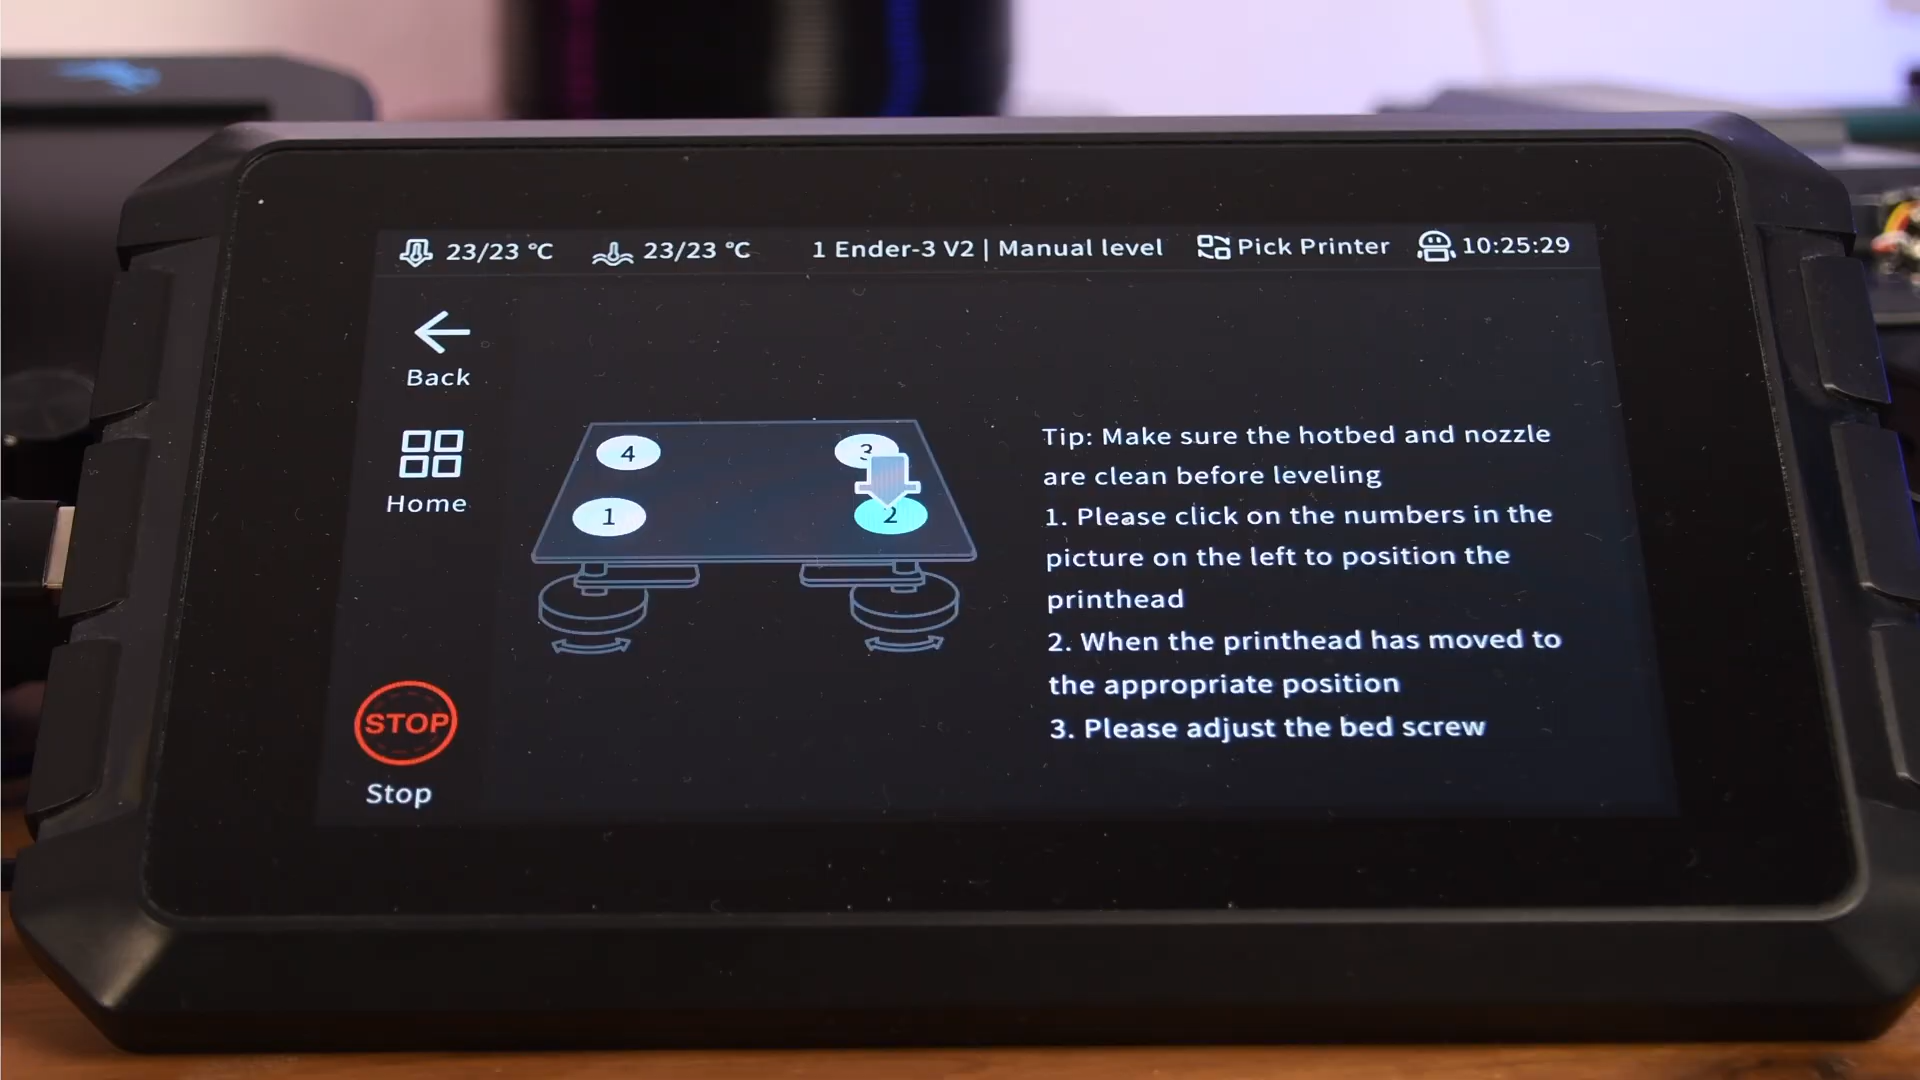 23/23 ℃ 23/23 ℃ 1 Ender-3 V2 | Manual level Pick Printer 10:25:29
Back
Home
STOP
Stop
4 3
1 2
Tip: Make sure the hotbed and nozzle
are clean before leveling
1. Please click on the numbers in the
picture on the left to position the
printhead
2. When the printhead has moved to
the appropriate position
3. Please adjust the bed screw